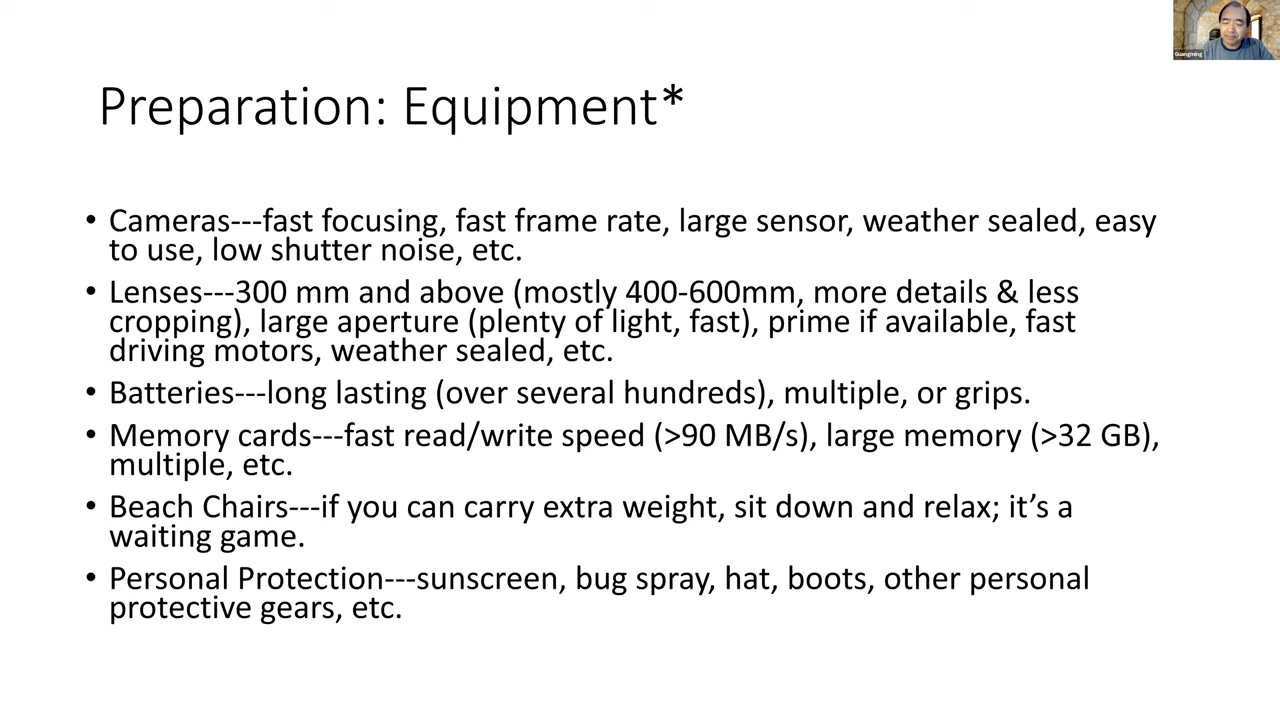 Guangming
Preparation: Equipment*
• Cameras---fast focusing, fast frame rate, large sensor, weather sealed, easy
to use, low shutter noise, etc.
• Lenses---300 mm and above (mostly 400-600mm, more details & less
cropping), large aperture (plenty of light, fast), prime if available, fast
driving motors, weather sealed, etc.
• Batteries---long lasting (over several hundreds), multiple, or grips.
• Memory cards---fast read/write speed (>90 MB/s), large memory (>32 GB),
multiple, etc.
• Beach Chairs---if you can carry extra weight, sit down and relax; it’s a
waiting game.
• Personal Protection---sunscreen, bug spray, hat, boots, other personal
protective gears, etc.